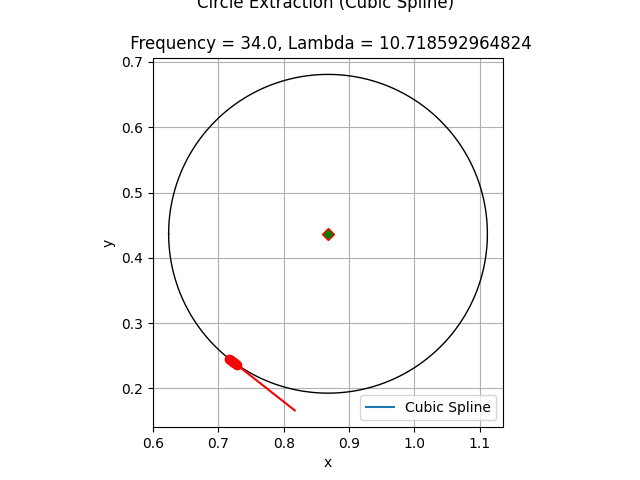 Circle Extraction (Cubic Spline)
Frequency = 34.0, Lambda = 10.718592964824
0.7
0.6
0.5
0.4
0.3
0.2
y
Cubic Spline
0.6 0.7 0.8 0.9 1.0 1.1
x